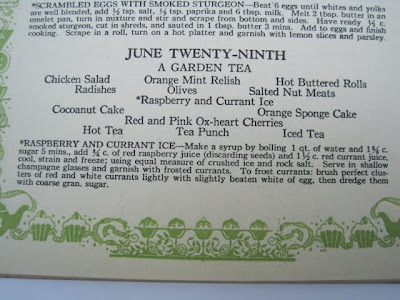 *SCRAMBLED EGGS WITH SMOKED STURGEON—Beat 6 eggs until whites and yolks
are well blended, add ½ tsp. salt, ⅛ tsp. paprika and 6 tbsp. milk. Melt 2 tbsp. butter in an
omelet pan, turn in mixture and stir and scrape from bottom and sides. Have ready ½ c.
smoked sturgeon, cut in shreds, and sauted in 1 tbsp. butter 3 mins. Add to eggs and finish
cooking. Scrape in a roll, turn on a hot platter and garnish with lemon slices and parsley.
JUNE TWENTY-NINTH
A GARDEN TEA
Chicken Salad Orange Mint Relish Hot Buttered Rolls
Radishes Olives Salted Nut Meats
*Raspberry and Currant Ice
Cocoanut Cake Orange Sponge Cake
Red and Pink Ox-heart Cherries
Hot Tea Tea Punch Iced Tea
*RASPBERRY AND CURRANT ICE—Make a syrup by boiling 1 qt. of water and 1¾ c.
sugar 5 mins., add ¾ c. of red raspberry juice (discarding seeds) and 1½ c. red currant juice,
cool, strain and freeze; using equal measure of crushed ice and rock salt. Serve in shallow
champagne glasses and garnish with frosted currants. To frost currants: brush perfect clus-
ters of red and white currants lightly with slightly beaten white of egg, then dredge them
with coarse gran. sugar.